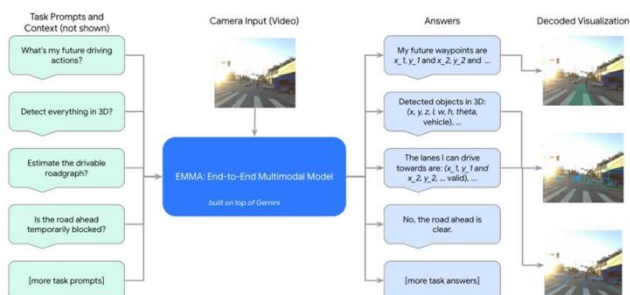 Task Prompts and
Context (not shown)
Camera Input (Video)
Answers
Decoded Visualization
What's my future driving
actions?
Detect everything in 3D?
Estimate the drivable
roadgraph?
Is the road ahead
temporarily blocked?
[more task prompts]
EMMA: End-to-End Multimodal Model
built on top of Gemini
My future waypoints are
x_1, y_1 and x_2, y_2 and ...
Detected objects in 3D:
(x, y, z, l, w, h, theta,
vehicle), ...
The lanes I can drive
towards are: (x_1, y_1 and
x_2, y_2, ... valid), ...
No, the road ahead is
clear.
[more task answers]